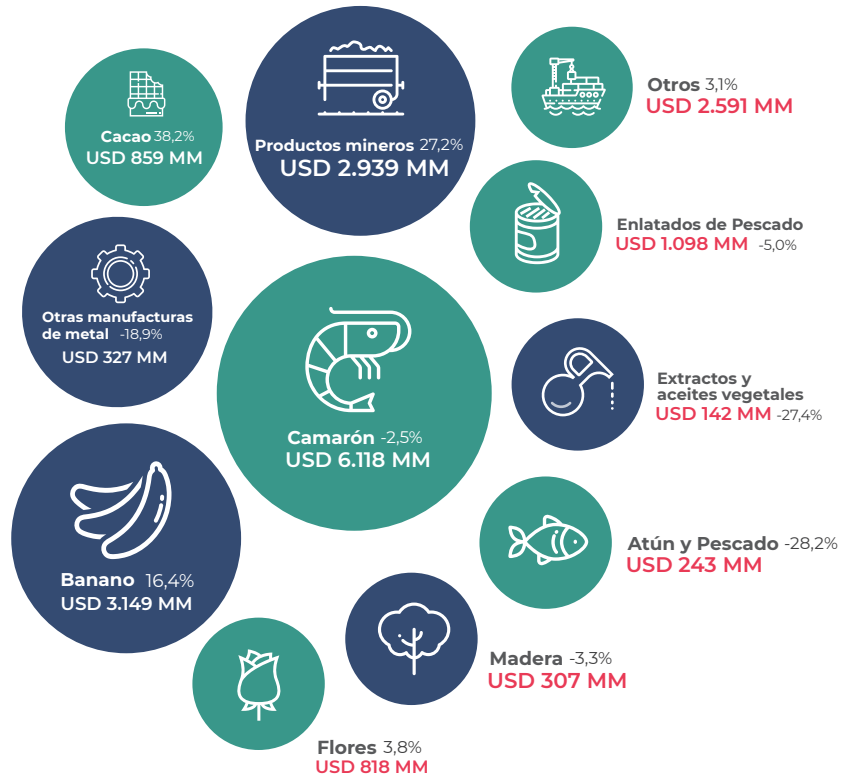 Cacao 38,2%
USD 859 MM
Productos mineros 27,2%
USD 2.939 MM
Otros 3,1%
USD 2.591 MM
Enlatados de Pescado
USD 1.098 MM -5,0%
Otras manufacturas
de metal -18,9%
USD 327 MM
Camarón -2,5%
USD 6.118 MM
Extractos y
aceites vegetales
USD 142 MM -27,4%
Banano 16,4%
USD 3.149 MM
Atún y Pescado -28,2%
USD 243 MM
Madera -3,3%
USD 307 MM
Flores 3,8%
USD 818 MM